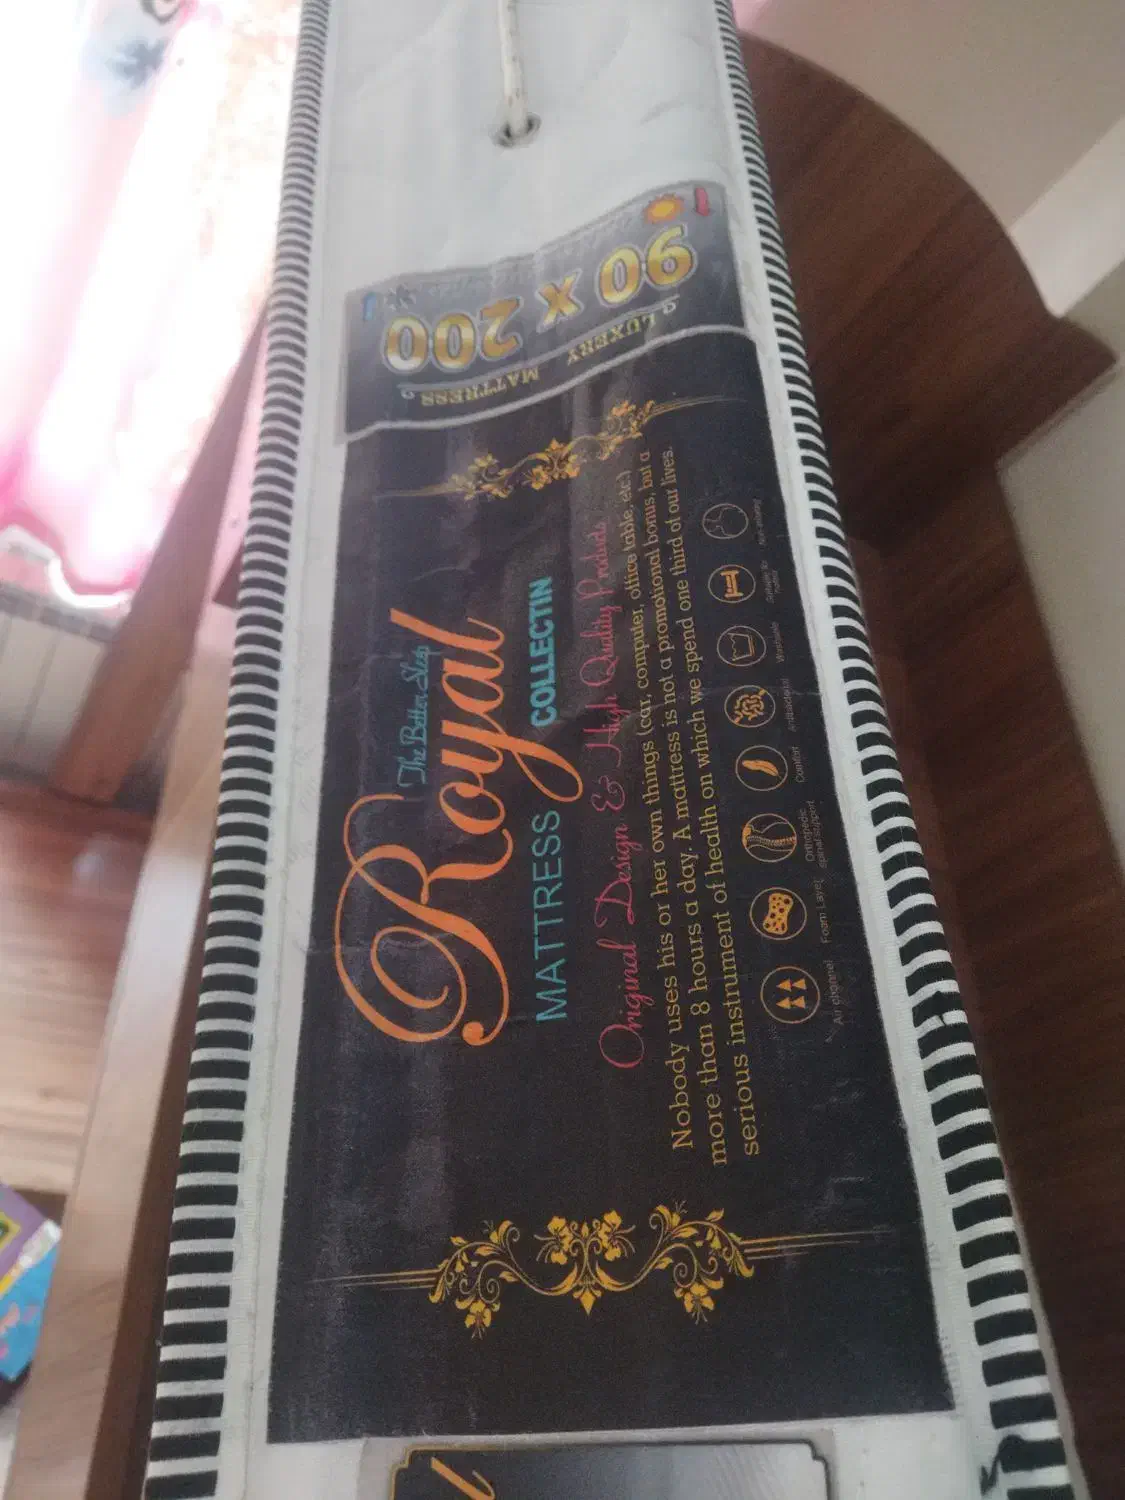 The Better Sleep
Royal
MATTRESS COLLECTIN
Original Design & High Quality Products
Nobody uses his or her own things (car, computer, office table, etc.)
more than 8 hours a day. A mattress is not a promotional bonus, but a
serious instrument of health on which we spend one third of our lives.
Air channel
Foam Layer
Orthopedic
spinal support
Comfort
Antibacterial
Washable
LUXERY MATTRESS
90 x 200